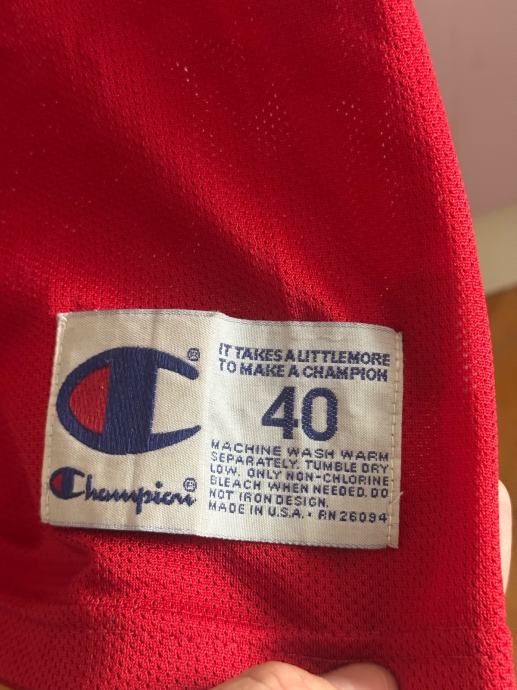 IT TAKES A LITTLE MORE
TO MAKE A CHAMPION
®
40
Champion®
MACHINE WASH WARM
SEPARATELY. TUMBLE DRY
LOW. ONLY NON-CHLORINE
BLEACH WHEN NEEDED. DO
NOT IRON DESIGN.
MADE IN U.S.A. • RN 26094